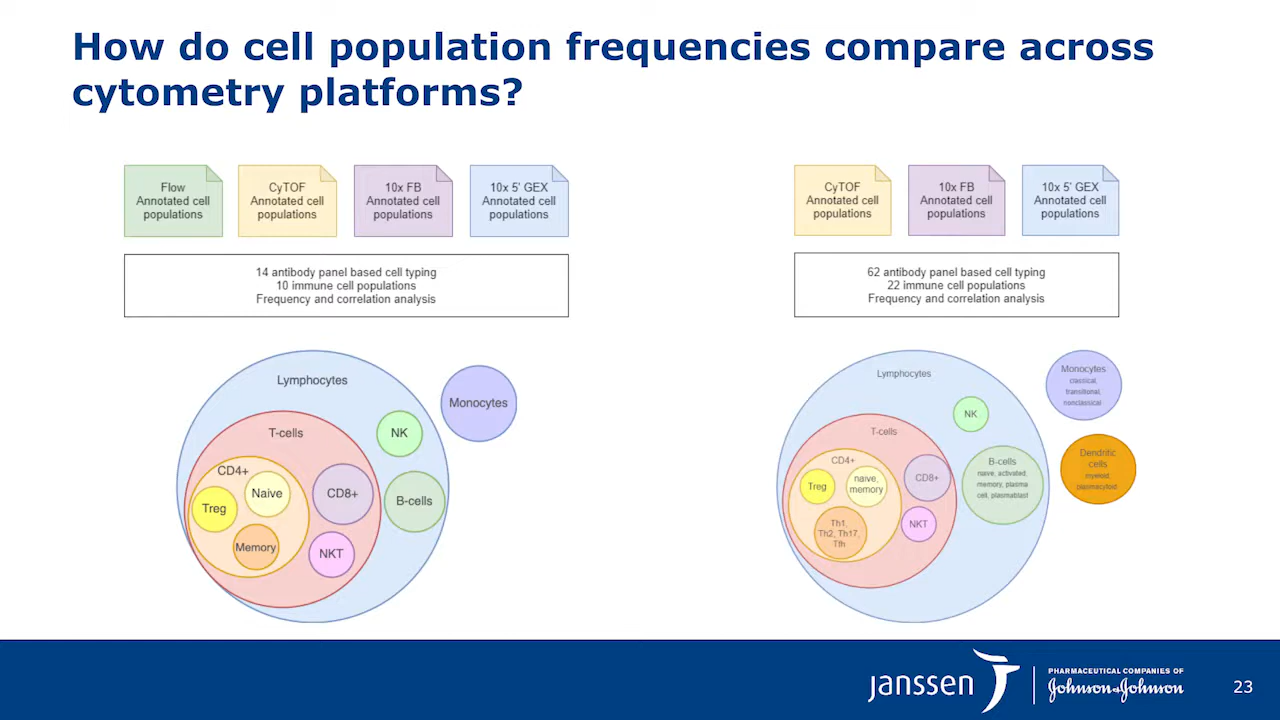 How do cell population frequencies compare across
cytometry platforms?
Flow
Annotated cell
populations
CyTOF
Annotated cell
populations
10x FB
Annotated cell
populations
10x 5' GEX
Annotated cell
populations
14 antibody panel based cell typing
10 immune cell populations
Frequency and correlation analysis
Lymphocytes
Monocytes
T-cells
NK
CD4+
Naive
Treg
CD8+
B-cells
Memory
NKT
CyTOF
Annotated cell
populations
10x FB
Annotated cell
populations
10x 5' GEX
Annotated cell
populations
62 antibody panel based cell typing
22 immune cell populations
Frequency and correlation analysis
Lymphocytes
Monocytes
classical,
transitional,
nonclassical
NK
T-cells
CD4+
Treg
naive,
memory
CD8+
B-cells
naive, activated,
memory, plasma
cell, plasmablast
Dendritic
cells
myeloid,
plasmacytoid
Th1,
Th2, Th17,
Tfh
NKT
janssen
PHARMACEUTICAL COMPANIES OF
Johnson & Johnson
23